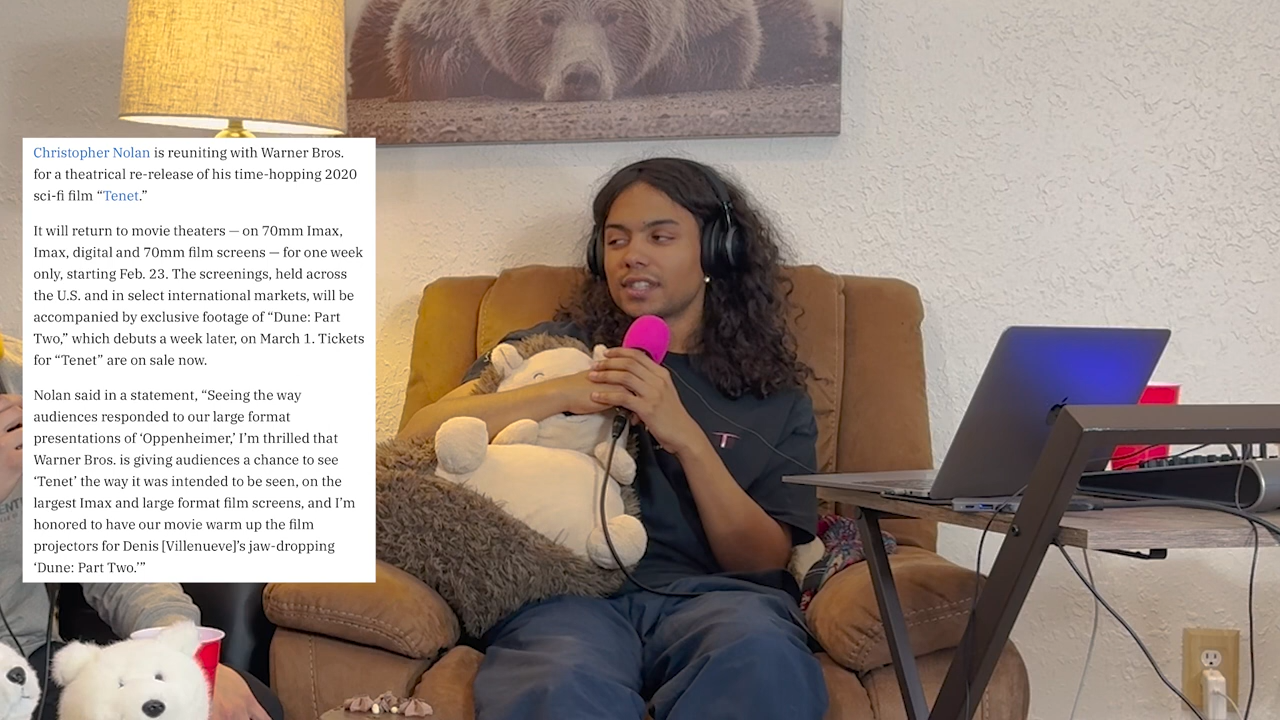 Christopher Nolan is reuniting with Warner Bros.
for a theatrical re-release of his time-hopping 2020
sci-fi film “Tenet.”
It will return to movie theaters — on 70mm Imax,
Imax, digital and 70mm film screens — for one week
only, starting Feb. 23. The screenings, held across
the U.S. and in select international markets, will be
accompanied by exclusive footage of “Dune: Part
Two,” which debuts a week later, on March 1. Tickets
for “Tenet” are on sale now.
Nolan said in a statement, “Seeing the way
audiences responded to our large format
presentations of ‘Oppenheimer,’ I’m thrilled that
Warner Bros. is giving audiences a chance to see
‘Tenet’ the way it was intended to be seen, on the
largest Imax and large format film screens, and I’m
honored to have our movie warm up the film
projectors for Denis [Villenueve]’s jaw-dropping
‘Dune: Part Two.’”